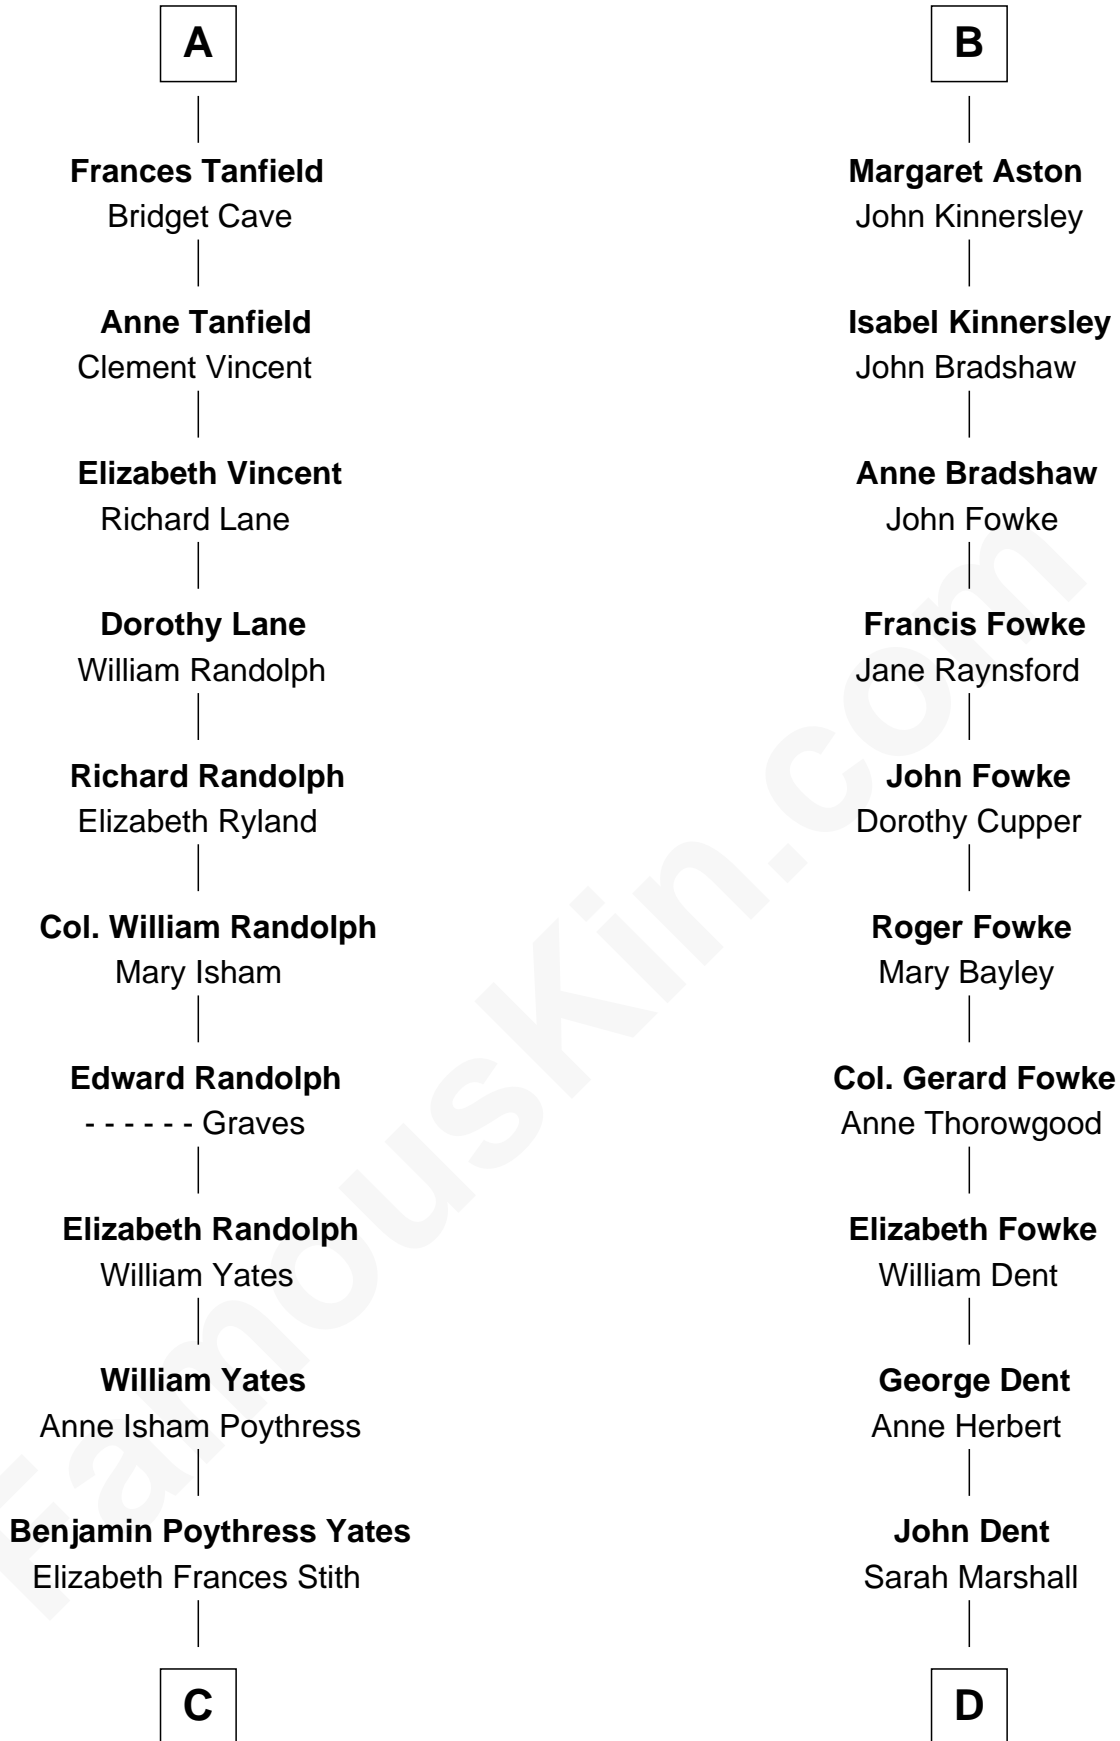 A
Frances Tanfield
Bridget Cave
Anne Tanfield
Clement Vincent
Elizabeth Vincent
Richard Lane
Dorothy Lane
William Randolph
Richard Randolph
Elizabeth Ryland
Col. William Randolph
Mary Isham
Edward Randolph
- - - - - - Graves
Elizabeth Randolph
William Yates
William Yates
Anne Isham Poythress
Benjamin Poythress Yates
Elizabeth Frances Stith
C
B
Margaret Aston
John Kinnersley
Isabel Kinnersley
John Bradshaw
Anne Bradshaw
John Fowke
Francis Fowke
Jane Raynsford
John Fowke
Dorothy Cupper
Roger Fowke
Mary Bayley
Col. Gerard Fowke
Anne Thorowgood
Elizabeth Fowke
William Dent
George Dent
Anne Herbert
John Dent
Sarah Marshall
D
FamousKin.com